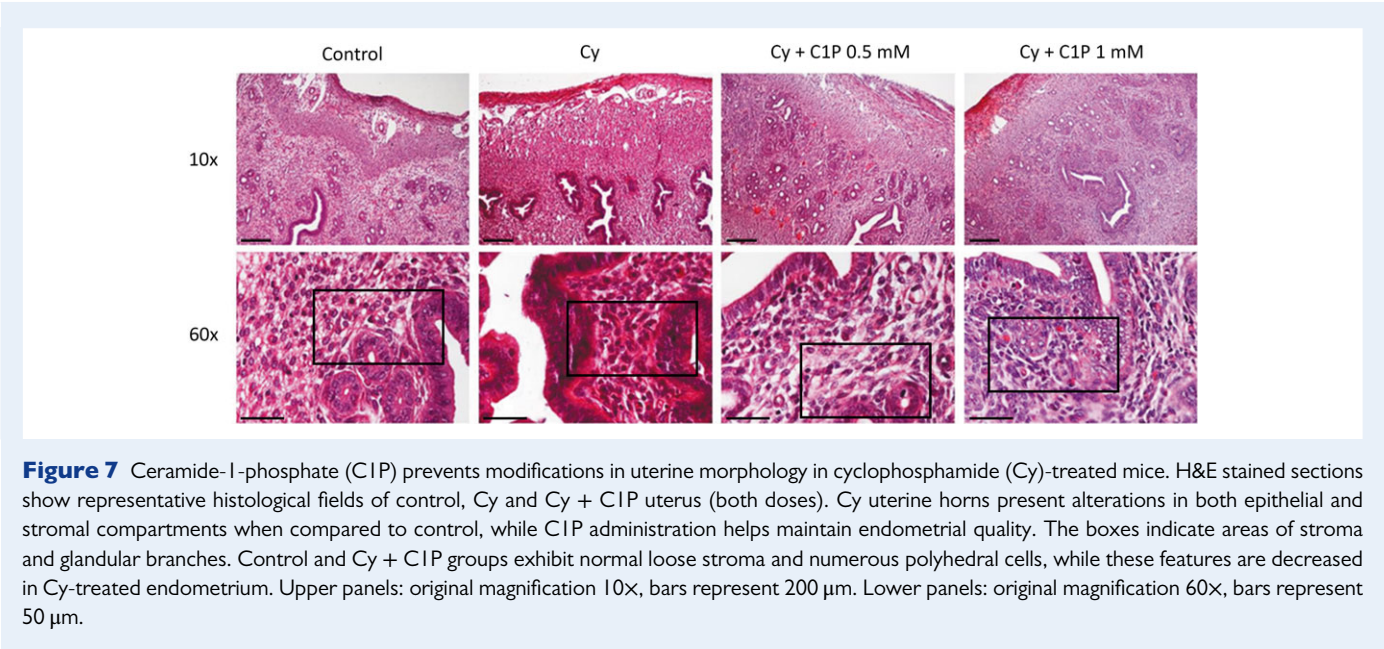 Control Cy Cy + C1P 0.5 mM Cy + C1P 1 mM
10x
60x
Figure 7 Ceramide-1-phosphate (C1P) prevents modifications in uterine morphology in cyclophosphamide (Cy)-treated mice. H&E stained sections
show representative histological fields of control, Cy and Cy + C1P uterus (both doses). Cy uterine horns present alterations in both epithelial and
stromal compartments when compared to control, while C1P administration helps maintain endometrial quality. The boxes indicate areas of stroma
and glandular branches. Control and Cy + C1P groups exhibit normal loose stroma and numerous polyhedral cells, while these features are decreased
in Cy-treated endometrium. Upper panels: original magnification 10×, bars represent 200 μm. Lower panels: original magnification 60×, bars represent
50 μm.